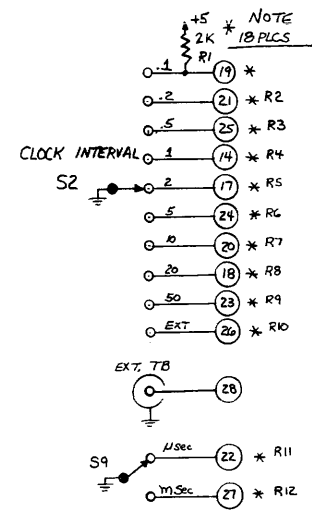 +5 * NOTE
2K 18 PLCS
R1
.1 19 *
.2 21 * R2
.5 25 * R3
CLOCK INTERVAL 1 14 * R4
S2 2 17 * R5
5 24 * R6
10 20 * R7
20 18 * R8
50 23 * R9
EXT 26 * R10
EXT. TB
28
S9 μsec 22 * R11
mSec 27 * R12